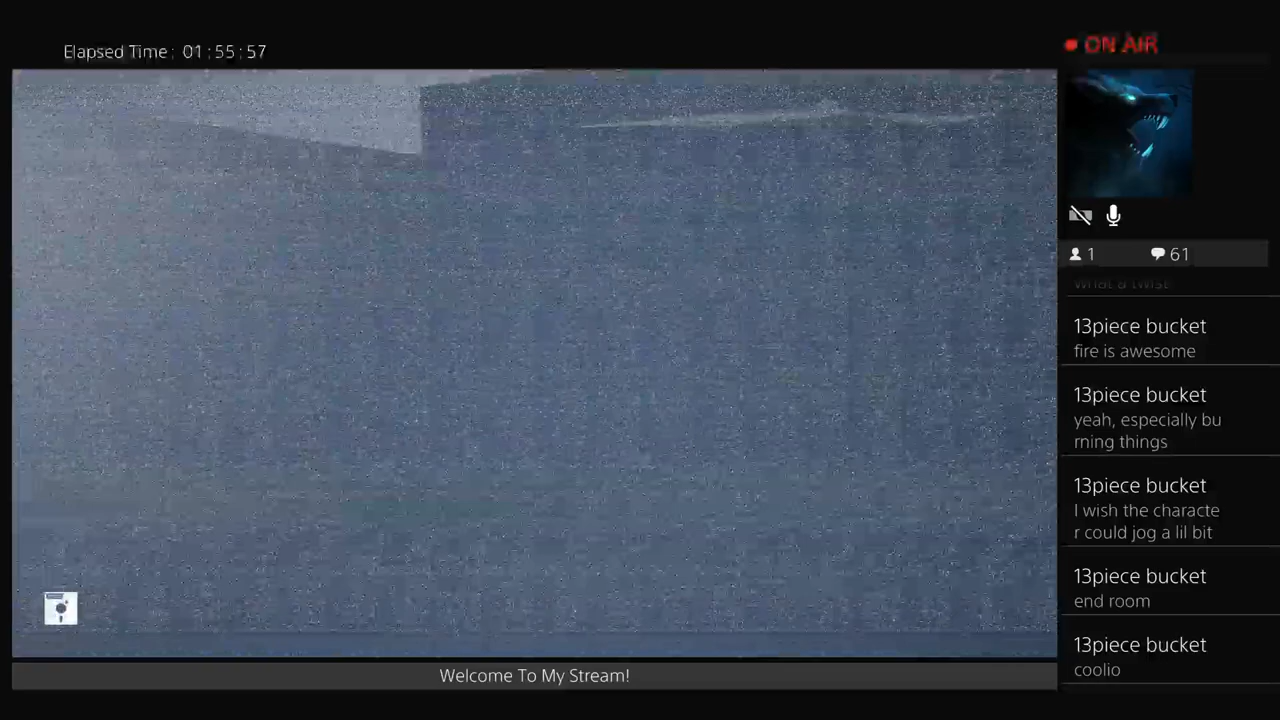 Elapsed Time: 01:55:57
ON AIR
1 61
what a twist
13piece bucket
fire is awesome
13piece bucket
yeah, especially bu
rning things
13piece bucket
I wish the characte
r could jog a lil bit
13piece bucket
end room
13piece bucket
coolio
Welcome To My Stream!